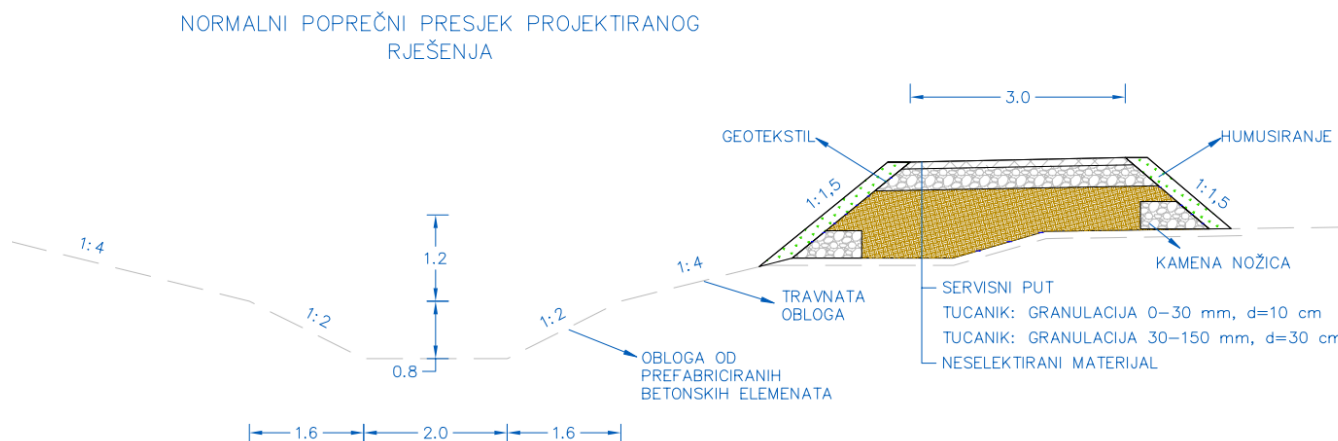 NORMALNI POPREČNI PRESJEK PROJEKTIRANOG
RJEŠENJA
3.0
GEOTEKSTIL
HUMUSIRANJE
1:1,5
1:1,5
1:4
1.2
1:4
KAMENA NOŽICA
TRAVNATA
OBLOGA
SERVISNI PUT
TUCANIK: GRANULACIJA 0-30 mm, d=10 cm
TUCANIK: GRANULACIJA 30-150 mm, d=30 cm
NESELEKTIRANI MATERIJAL
1:2
1:2
0.8
OBLOGA OD
PREFABRICIRANIH
BETONSKIH ELEMENATA
1.6
2.0
1.6